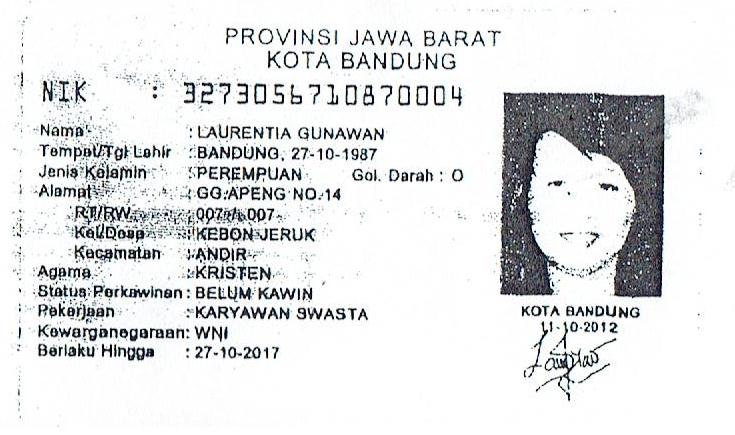 PROVINSI JAWA BARAT
KOTA BANDUNG
NIK : 3273056710870004
Nama : LAURENTIA GUNAWAN
Tempat/Tgl Lahir : BANDUNG, 27-10-1987
Jenis Kelamin : PEREMPUAN Gol. Darah : O
Alamat : GG.APENG NO.14
RT/RW : 007 / 007
Kel/Desa : KEBON JERUK
Kecamatan : ANDIR
Agama : KRISTEN
Status Perkawinan : BELUM KAWIN
Pekerjaan : KARYAWAN SWASTA
Kewarganegaraan: WNI
Berlaku Hingga : 27-10-2017
KOTA BANDUNG
11-10-2012